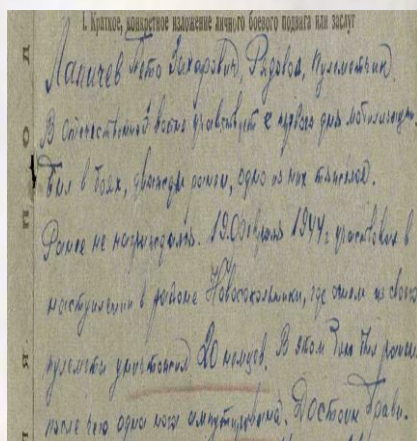 I. Краткое, конкретное изложение личного боевого подвига или заслуг
Лапичев Петр Захарович, Рядовой, пулеметчик.
В отечественной войне участвует с первого дня мобилизации.
Был в боях, дважды ранен, одно из них тяжелое.
Ранее не награждался. 19 февраля 1944 г. участвовал в
наступлении в районе Новосокольники, где огнем из своего
пулемета уничтожил 20 немцев. В этом бою был ранен
после чего одна нога ампутирована. Достоин Прави-